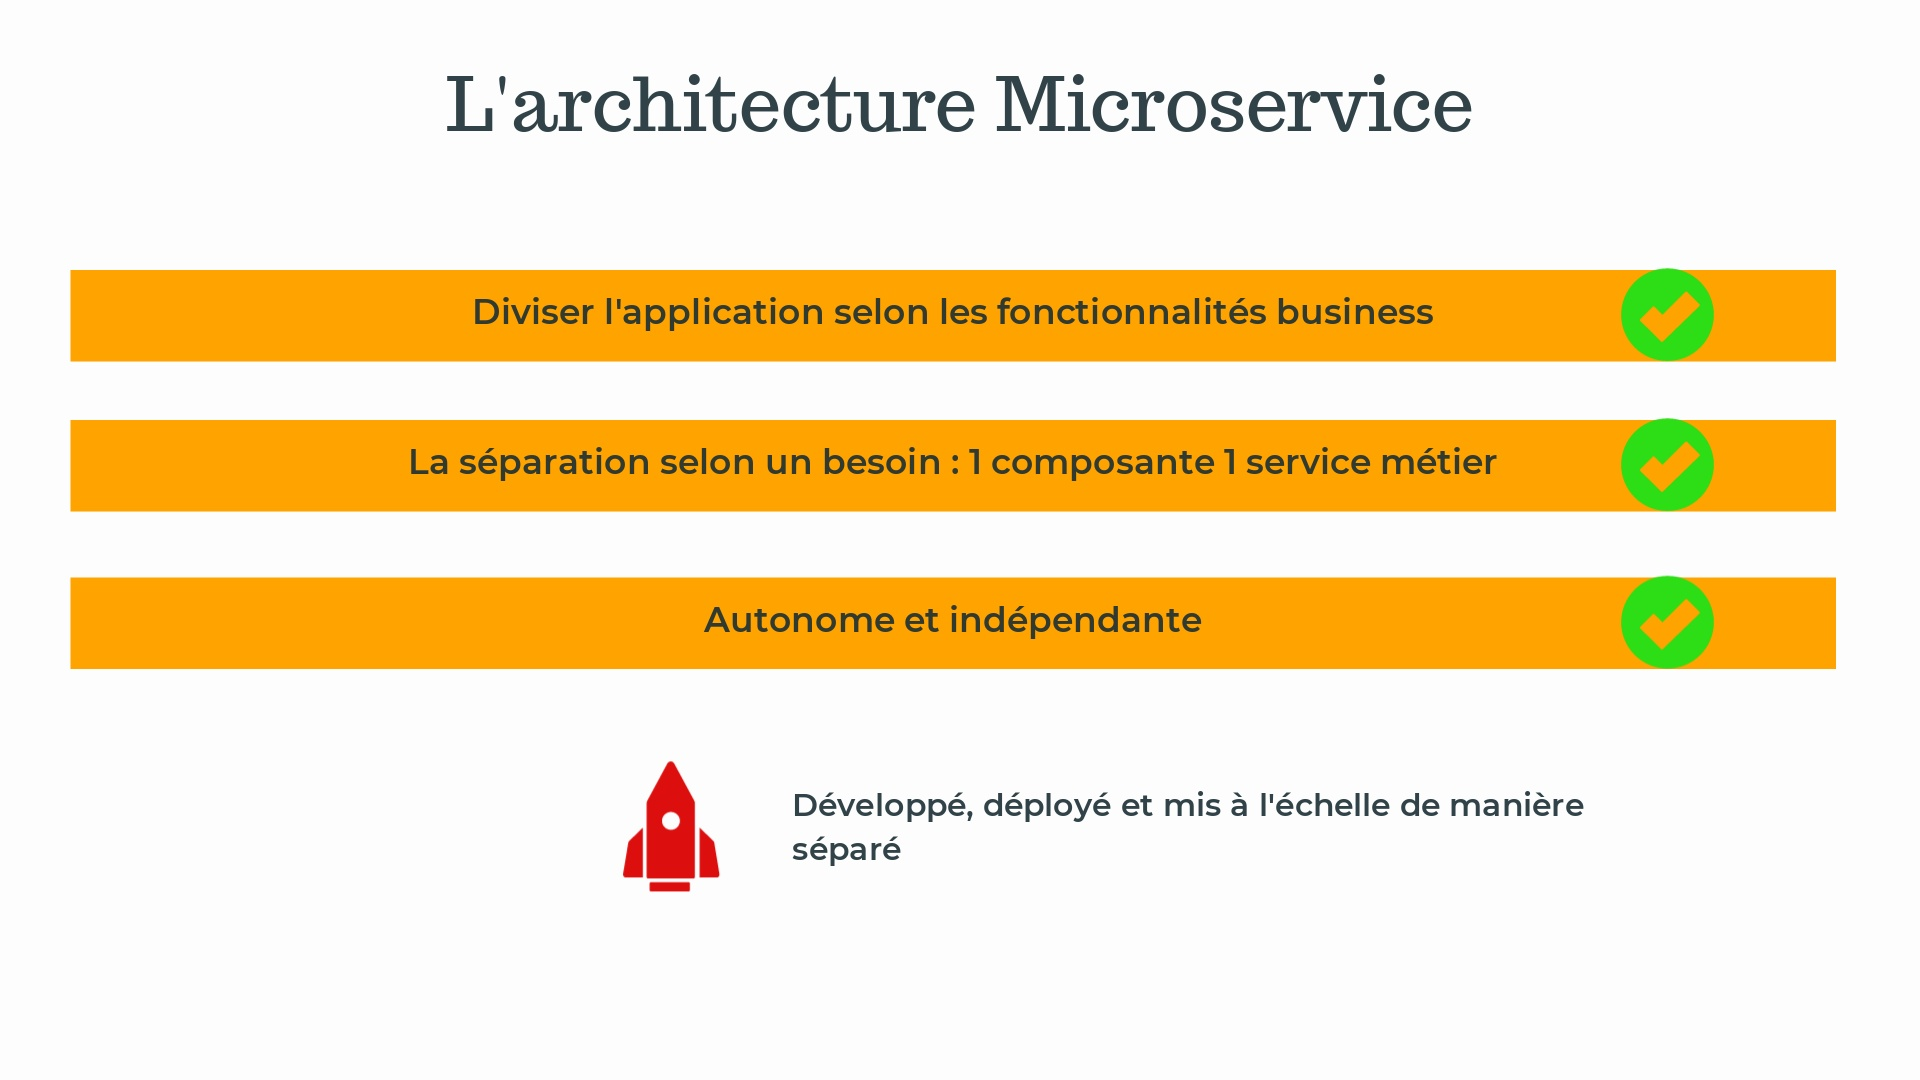 L'architecture Microservice
Diviser l'application selon les fonctionnalités business
La séparation selon un besoin : 1 composante 1 service métier
Autonome et indépendante
Développé, déployé et mis à l'échelle de manière
séparé